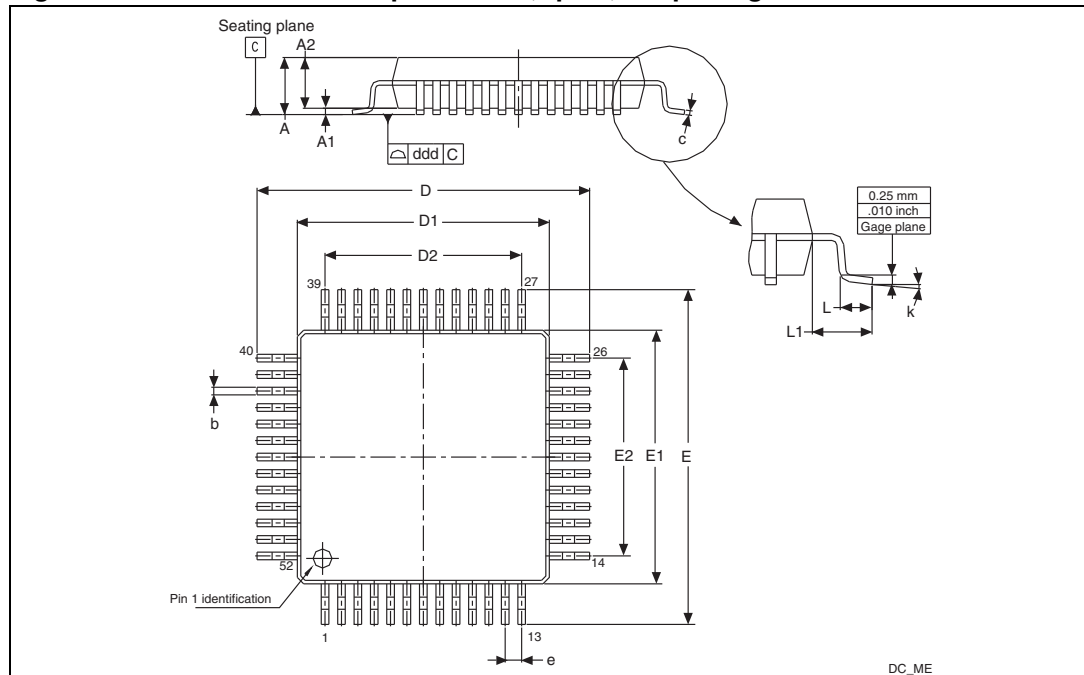 Seating plane
C
A2
A
A1
ddd C
c
D
D1
D2
0.25 mm
.010 inch
Gage plane
L
L1
k
39
27
40
26
b
E2
E1
E
52
14
Pin 1 identification
1
13
e
DC_ME